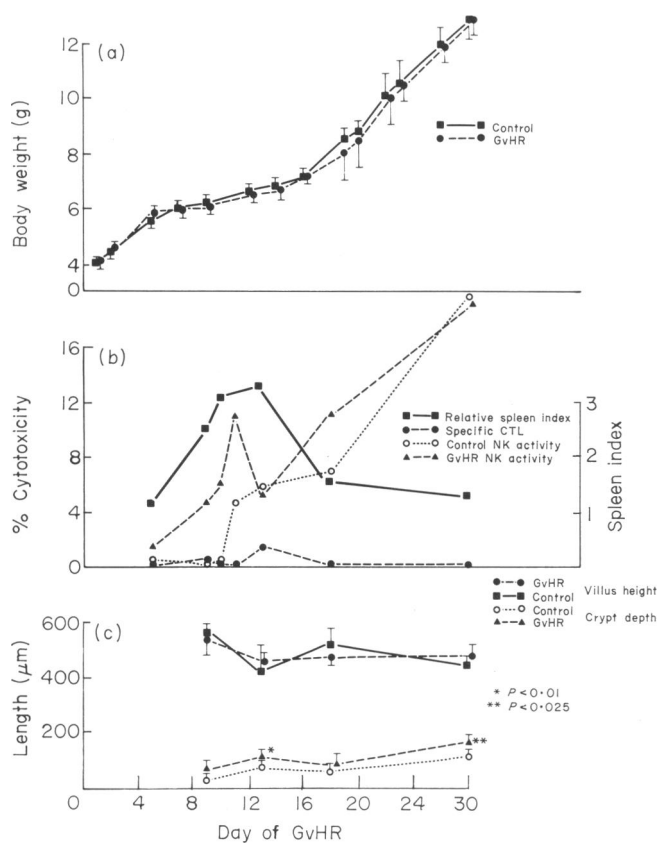 (a)
Body weight (g)
12
10
8
6
4
0
Control
GvHR
(b)
% Cytotoxicity
16
12
8
4
0
Relative spleen index
Specific CTL
Control NK activity
GvHR NK activity
3
2
1
Spleen index
(c)
Length (μm)
600
400
200
GvHR
Control
Villus height
Control
GvHR
Crypt depth
* P<0·01
** P<0·025
*
**
4 8 12 16 20 24 30
Day of GvHR